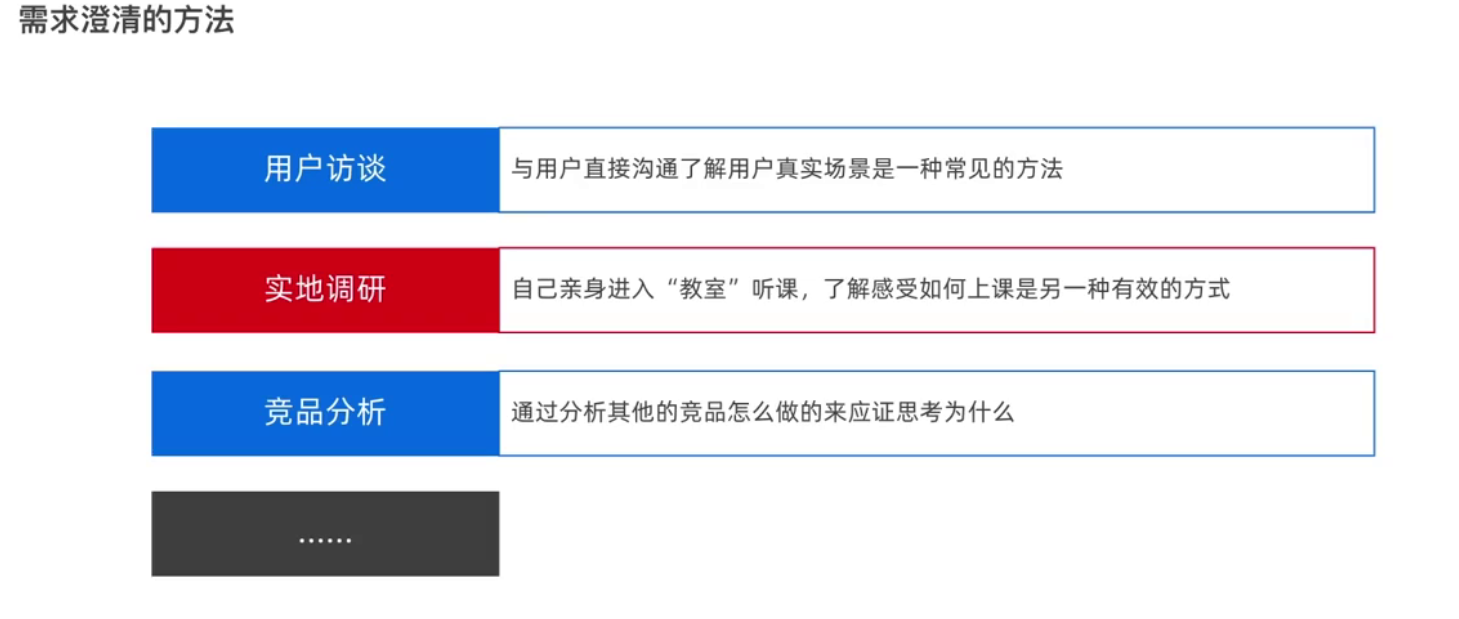 需求澄清的方法
用户访谈
与用户直接沟通了解用户真实场景是一种常见的方法
实地调研
自己亲身进入“教室”听课，了解感受如何上课是另一种有效的方式
竞品分析
通过分析其他的竞品怎么做的来应证思考为什么
......